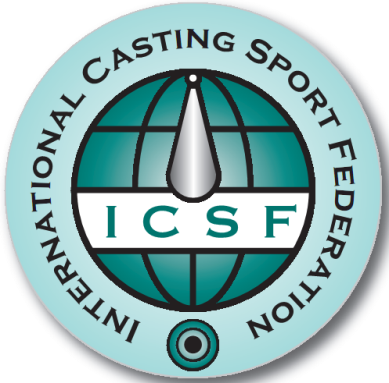 INTERNATIONAL CASTING SPORT FEDERATION
ICSF